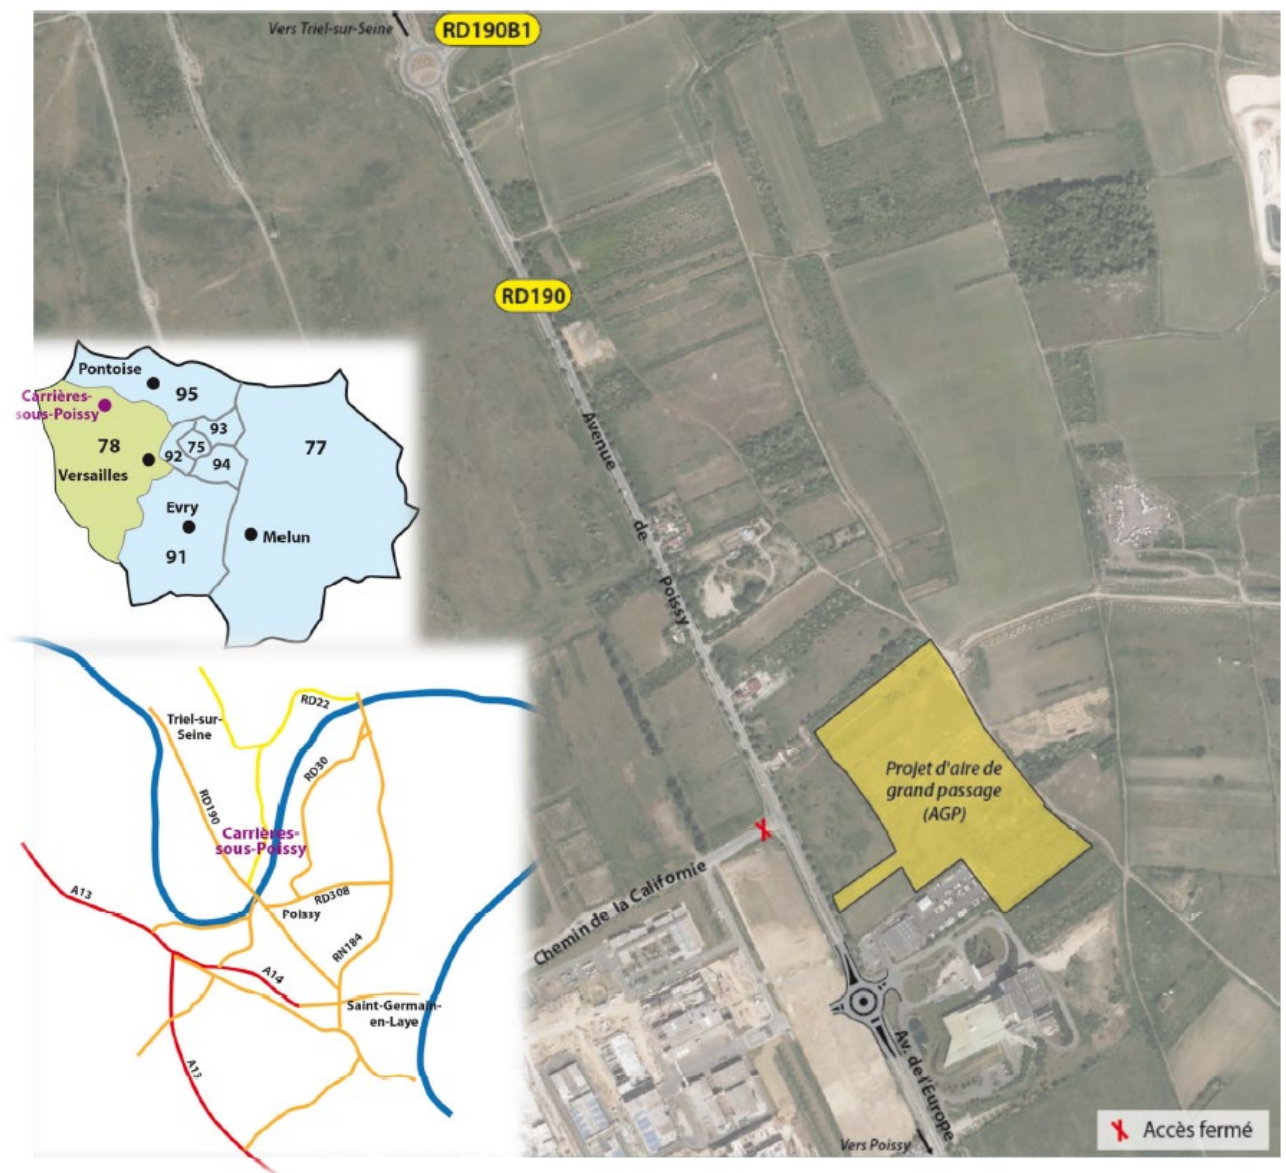 Vers Triel-sur-Seine
RD190B1
RD190
Avenue
de
Poissy
Pontoise
95
Carrières-
sous-Poissy
93
78
75
77
92
94
Versailles
Evry
Melun
91
Projet d'aire de
grand passage
(AGP)
RD22
Triel-sur-
Seine
RD30
RD190
Carrières-
sous-Poissy
A13
RD308
Poissy
RN184
A14
Saint-Germain-
en-Laye
A13
Chemin de la Californie
Av. de l'Europe
Vers Poissy
Accès fermé